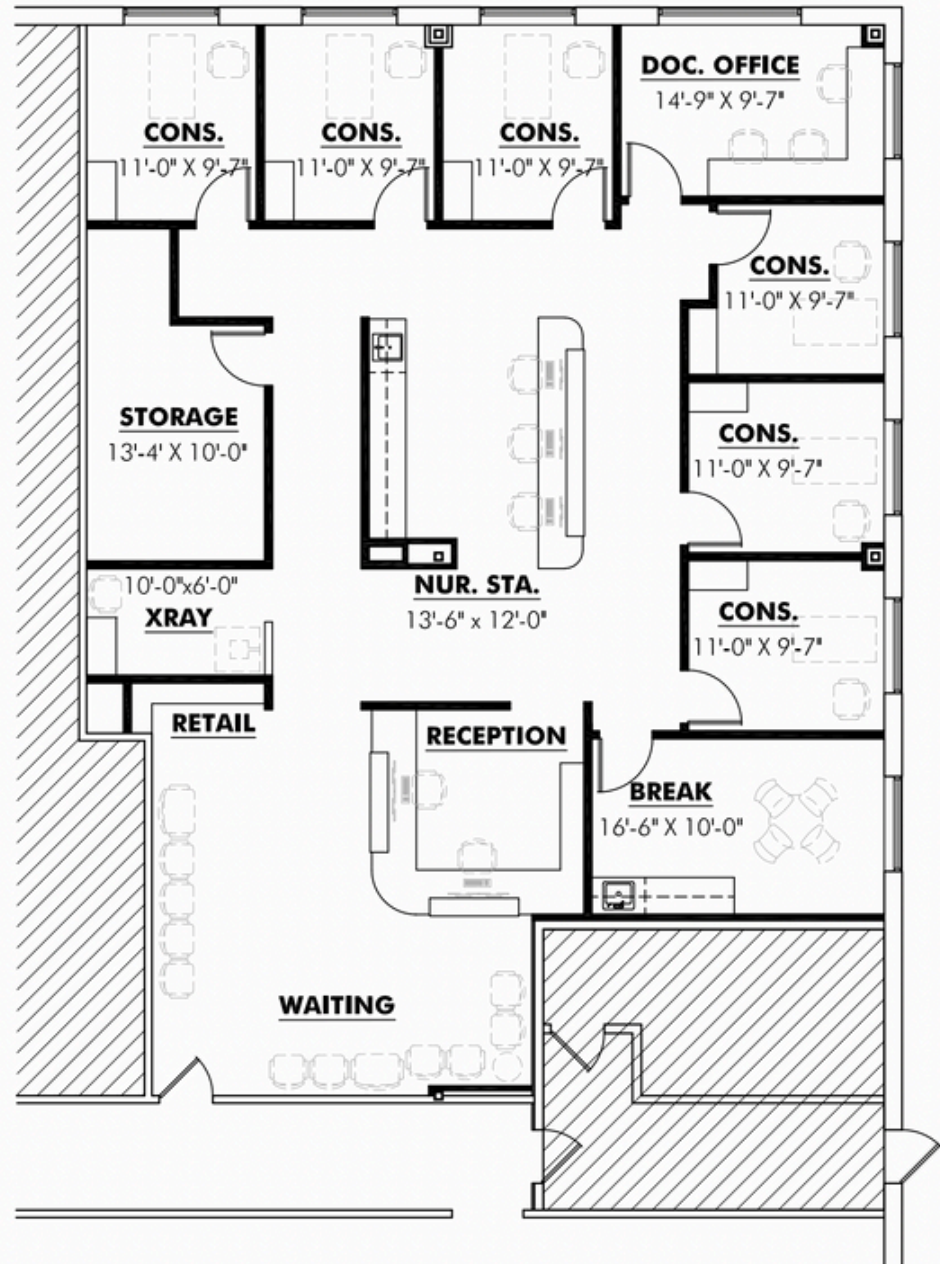 CONS.
11'-0" X 9'-7"
CONS.
11'-0" X 9'-7"
CONS.
11'-0" X 9'-7"
DOC. OFFICE
14'-9" X 9'-7"
CONS.
11'-0" X 9'-7"
STORAGE
13'-4' X 10'-0"
CONS.
11'-0" X 9'-7"
10'-0"x6'-0"
XRAY
NUR. STA.
13'-6" x 12'-0"
CONS.
11'-0" X 9'-7"
RETAIL
RECEPTION
BREAK
16'-6" X 10'-0"
WAITING